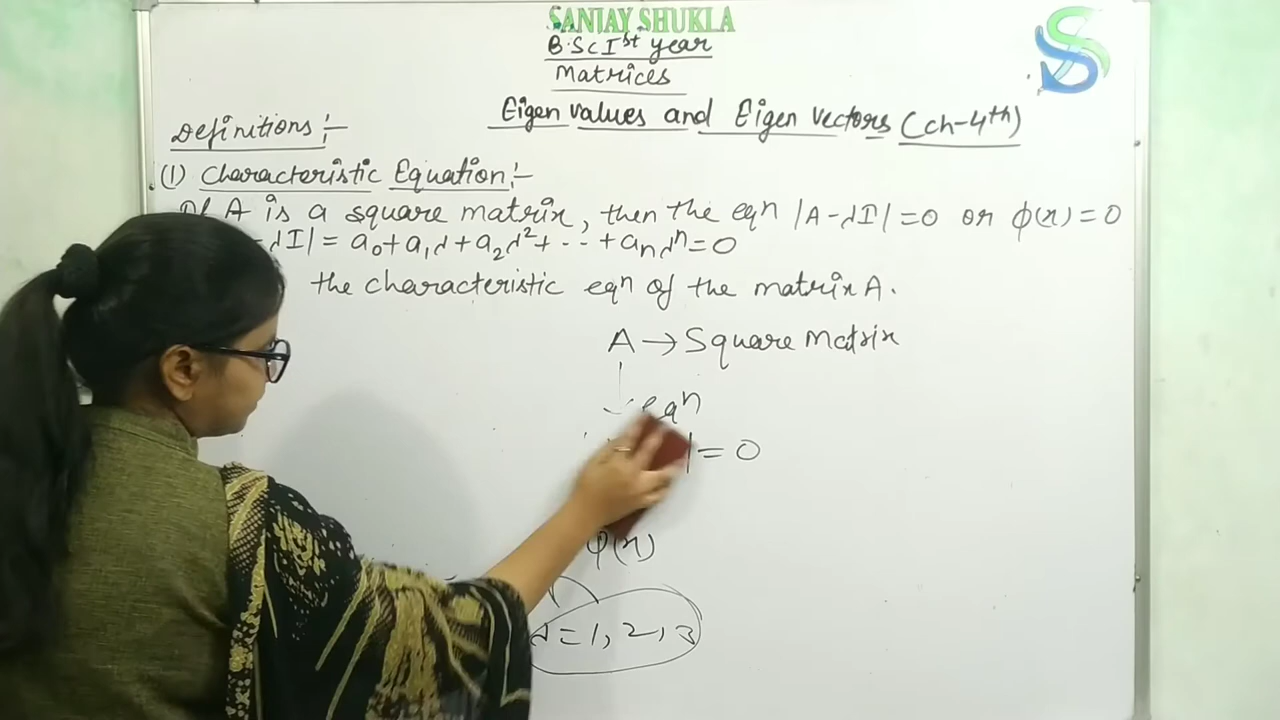 SANJAY SHUKLA
B.Sc Ist year
Matrices
Eigen values and Eigen vectors (ch-4th)
Definitions :-
(1) Characteristic Equation :-
If A is a square matrix, then the eqn |A-λI| = 0 or φ(x) = 0
λI| = a₀ + a₁λ + a₂λ² + ... + aₙλⁿ = 0
the characteristic eqn of the matrix A.
A → Square Matrix
eqn
| = 0
φ(x)
λ = 1, 2, 3